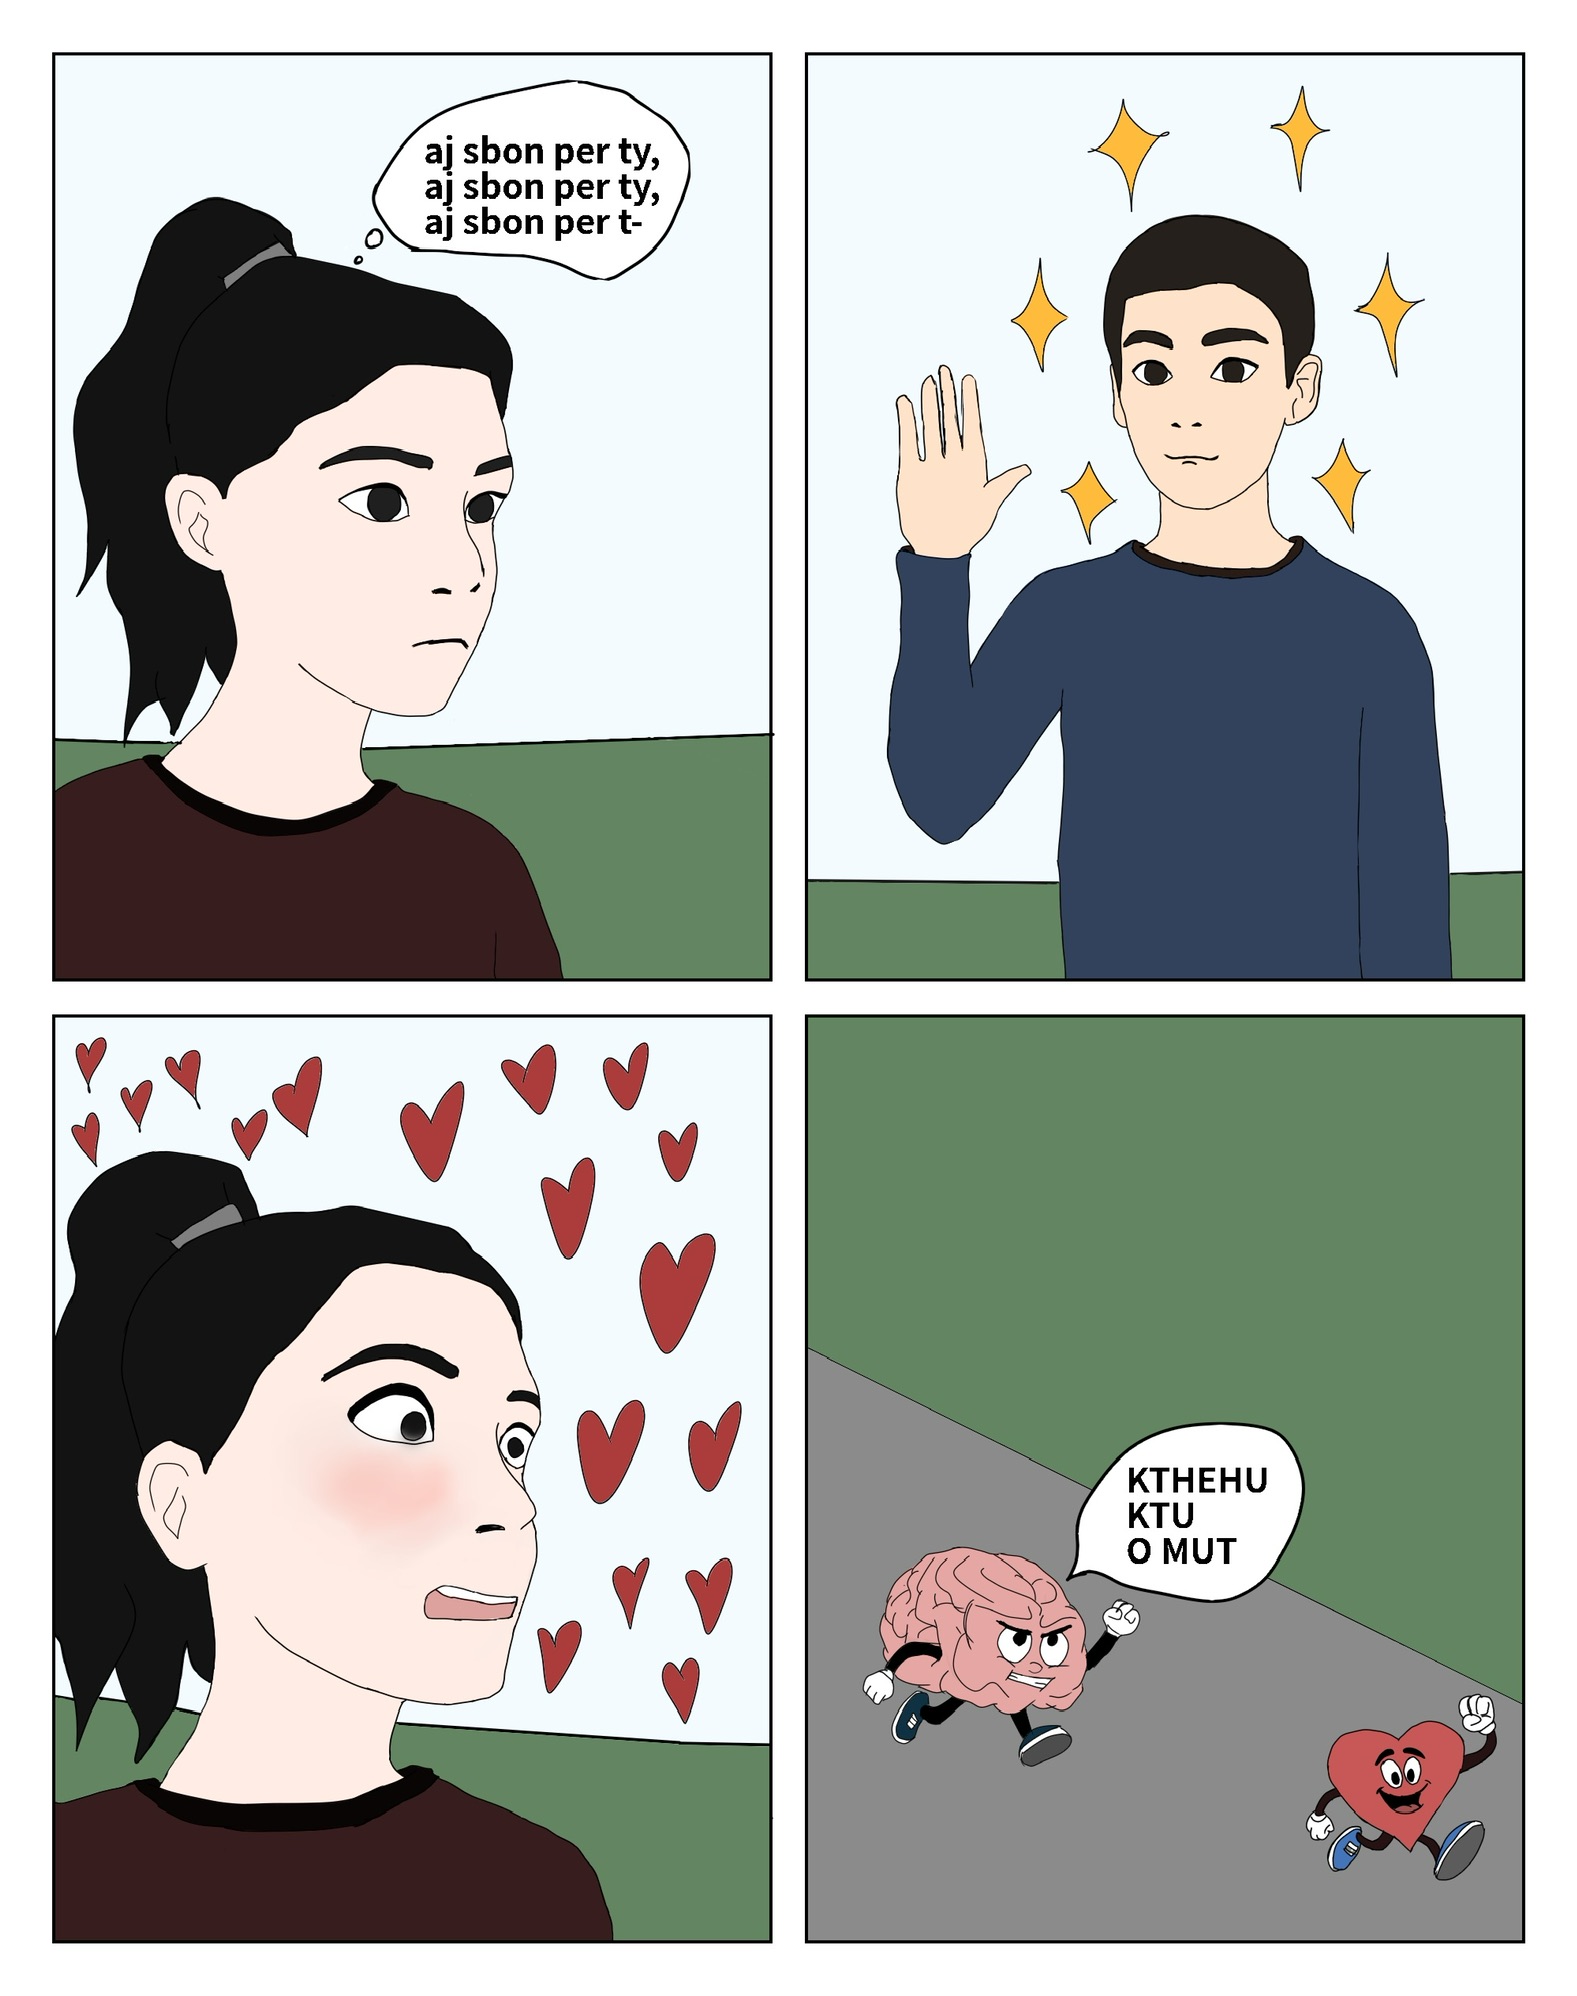 aj sbon per ty,
aj sbon per ty,
aj sbon per t-
KTHEHU
KTU
O MUT